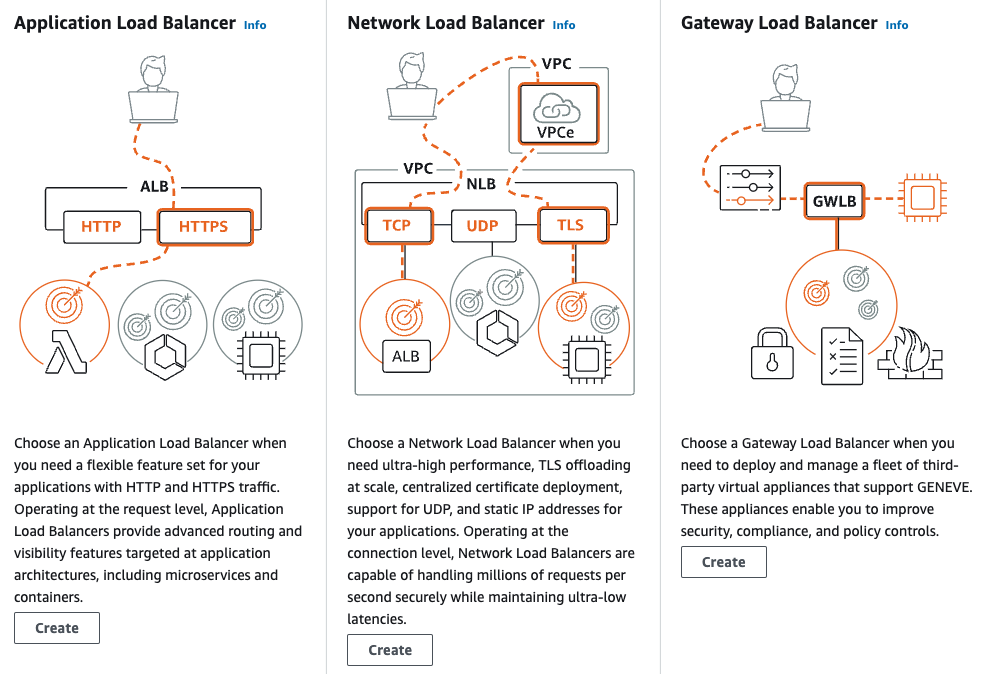 Application Load Balancer Info
ALB
HTTP
HTTPS
Choose an Application Load Balancer when
you need a flexible feature set for your
applications with HTTP and HTTPS traffic.
Operating at the request level, Application
Load Balancers provide advanced routing and
visibility features targeted at application
architectures, including microservices and
containers.
Create
Network Load Balancer Info
VPC
VPCe
VPC
NLB
TCP
UDP
TLS
ALB
Choose a Network Load Balancer when you
need ultra-high performance, TLS offloading
at scale, centralized certificate deployment,
support for UDP, and static IP addresses for
your applications. Operating at the
connection level, Network Load Balancers are
capable of handling millions of requests per
second securely while maintaining ultra-low
latencies.
Create
Gateway Load Balancer Info
GWLB
Choose a Gateway Load Balancer when you
need to deploy and manage a fleet of third-
party virtual appliances that support GENEVE.
These appliances enable you to improve
security, compliance, and policy controls.
Create